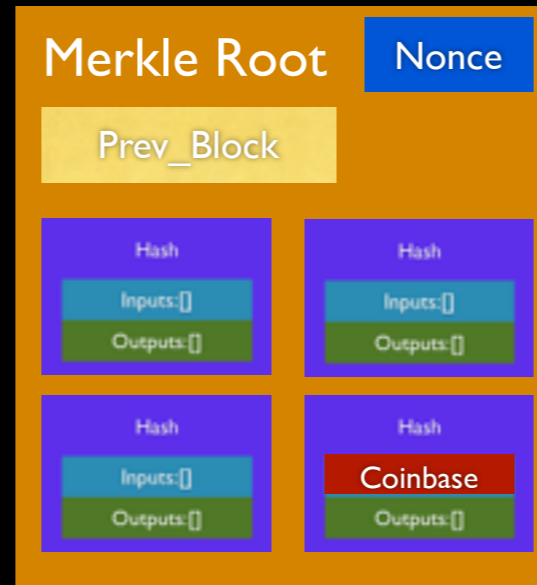 Merkle Root
Nonce
Prev_Block
Hash
Inputs:[]
Outputs:[]
Hash
Inputs:[]
Outputs:[]
Hash
Inputs:[]
Outputs:[]
Hash
Coinbase
Outputs:[]